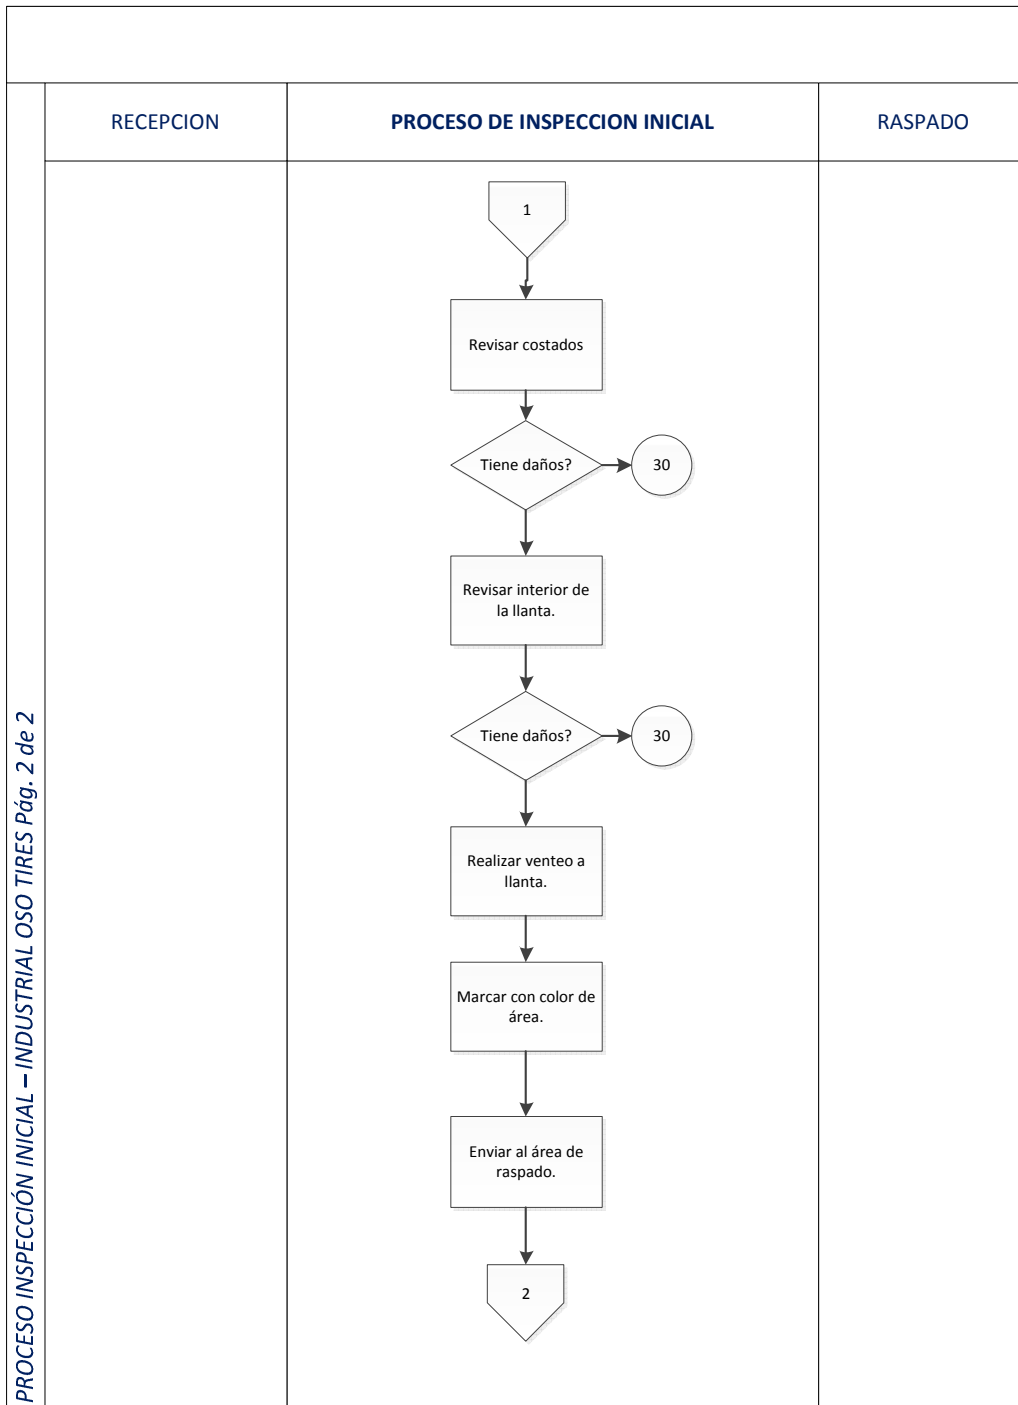 RECEPCION
PROCESO DE INSPECCION INICIAL
RASPADO
1
Revisar costados
Tiene daños?
30
Revisar interior de
la llanta.
Tiene daños?
30
Realizar venteo a
llanta.
Marcar con color de
área.
Enviar al área de
raspado.
2
PROCESO INSPECCIÓN INICIAL – INDUSTRIAL OSO TIRES Pág. 2 de 2